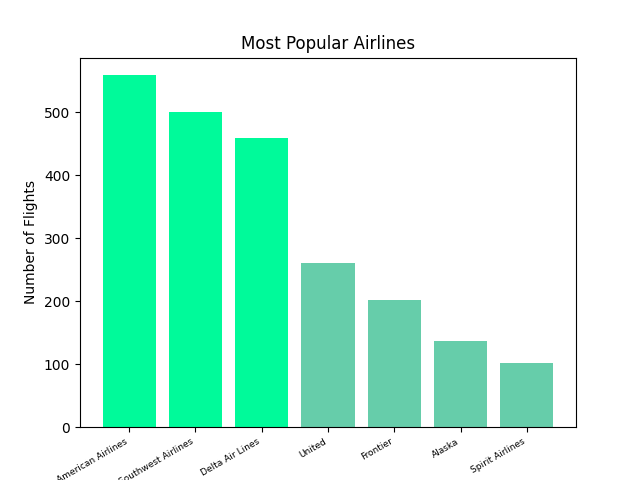 Most Popular Airlines
Number of Flights
500
400
300
200
100
0
American Airlines
Southwest Airlines
Delta Air Lines
United
Frontier
Alaska
Spirit Airlines